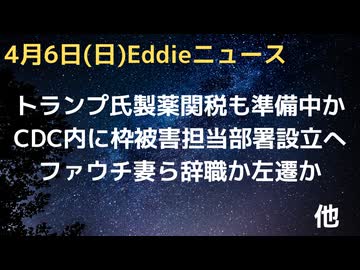 4月6日(日)Eddieニュース
トランプ氏製薬関税も準備中か
CDC内に枠被害担当部署設立へ
ファウチ妻ら辞職か左遷か
他